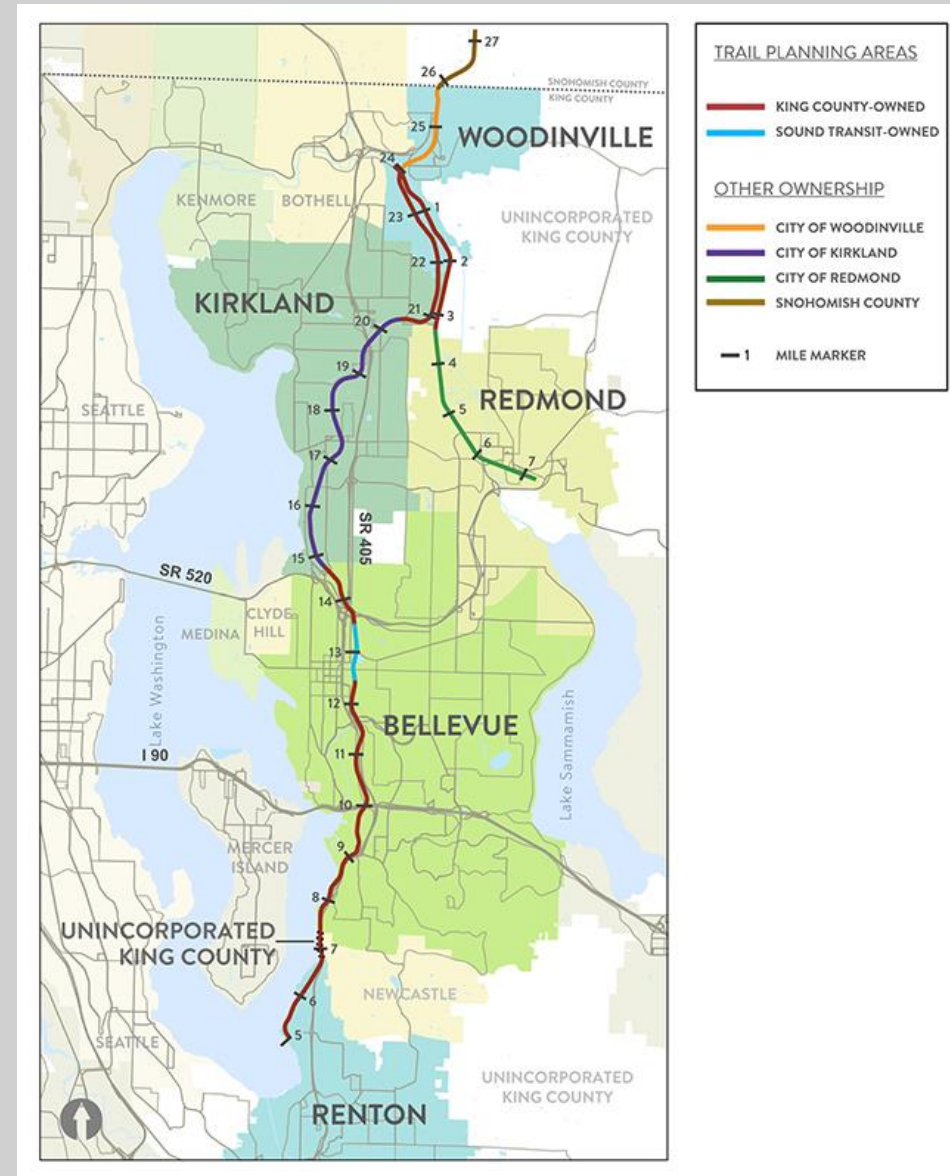 27
26
SNOHOMISH COUNTY
KING COUNTY
25
WOODINVILLE
24
KENMORE
BOTHELL
23
1
UNINCORPORATED
KING COUNTY
22
2
KIRKLAND
21
3
20
4
19
REDMOND
SEATTLE
18
5
6
17
7
16
SR 405
15
SR 520
14
CLYDE
HILL
MEDINA
13
Lake Washington
12
BELLEVUE
Lake Sammamish
11
I 90
10
MERCER
ISLAND
9
8
UNINCORPORATED
KING COUNTY
7
NEWCASTLE
6
5
SEATTLE
UNINCORPORATED
KING COUNTY
RENTON
TRAIL PLANNING AREAS
KING COUNTY-OWNED
SOUND TRANSIT-OWNED
OTHER OWNERSHIP
CITY OF WOODINVILLE
CITY OF KIRKLAND
CITY OF REDMOND
SNOHOMISH COUNTY
1 MILE MARKER